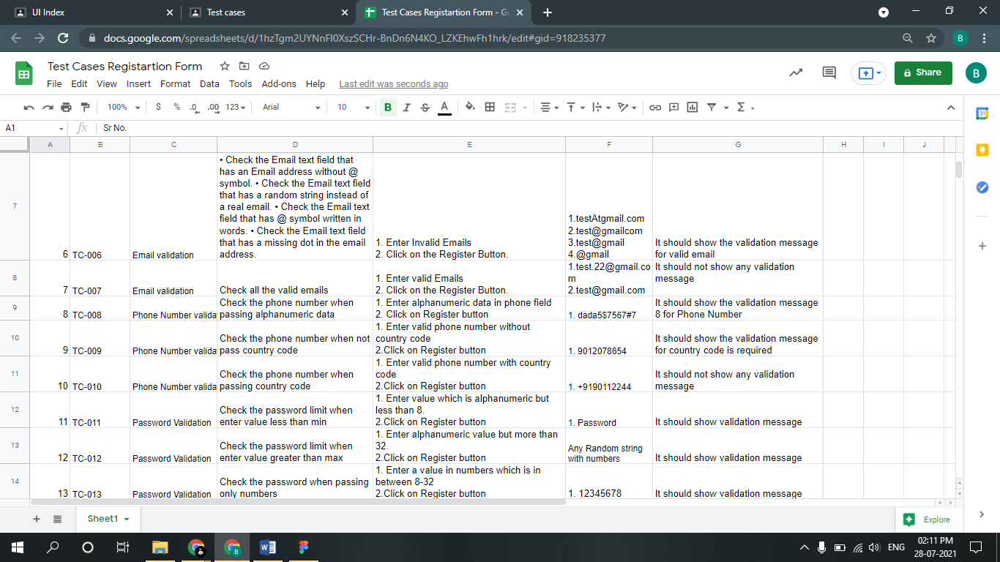 UI Index
Test cases
Test Cases Registartion Form - Go
docs.google.com/spreadsheets/d/1hzTgm2UYNnFI0XszSCHr-BnDn6N4KO_LZKEhwFh1hrk/edit#gid=918235377
B
Test Cases Registartion Form
File Edit View Insert Format Data Tools Add-ons Help Last edit was seconds ago
Share
B
100% $ % .0 .00 123 Arial 10 B I S A
A1 fx Sr No.
A B C D E F G H I J
7
6 TC-006 Email validation
• Check the Email text field that
has an Email address without @
symbol. • Check the Email text field
that has a random string instead of
a real email. • Check the Email text
field that has @ symbol written in
words. • Check the Email text field
that has a missing dot in the email
address.
1. Enter Invalid Emails
2. Click on the Register Button.
1.testAtgmail.com
2.test@gmailcom
3.test@gmail
4.@gmail
It should show the validation message
for valid email
8
7 TC-007 Email validation
Check all the valid emails
1. Enter valid Emails
2. Click on the Register Button.
1.test.22@gmail.co
m
2.test@gmail.com
It should not show any validation
message
9
8 TC-008 Phone Number valida
Check the phone number when
passing alphanumeric data
1. Enter alphanumeric data in phone field
2. Click on Register button
1. dada5$7567#7
It should show the validation message
8 for Phone Number
10
9 TC-009 Phone Number valida
Check the phone number when not
pass country code
1. Enter valid phone number without
country code
2.Click on Register button
1. 9012078654
It should show the validation message
for country code is required
11
10 TC-010 Phone Number valida
Check the phone number when
passing country code
1. Enter valid phone number with country
code
2.Click on Register button
1. +9190112244
It should not show any validation
message
12
11 TC-011 Password Validation
Check the password limit when
enter value less than min
1. Enter value which is alphanumeric but
less than 8.
2.Click on Register button
1. Password
It should show validation message
13
12 TC-012 Password Validation
Check the password limit when
enter value greater than max
1. Enter alphanumeric value but more than
32.
2.Click on Register button
Any Random string
with numbers
It should show validation message
14
13 TC-013 Password Validation
Check the password when passing
only numbers
1. Enter a value in numbers which is in
between 8-32
2.Click on Register button
1. 12345678
It should show validation message
Sheet1
Explore
31
ENG
02:11 PM
28-07-2021